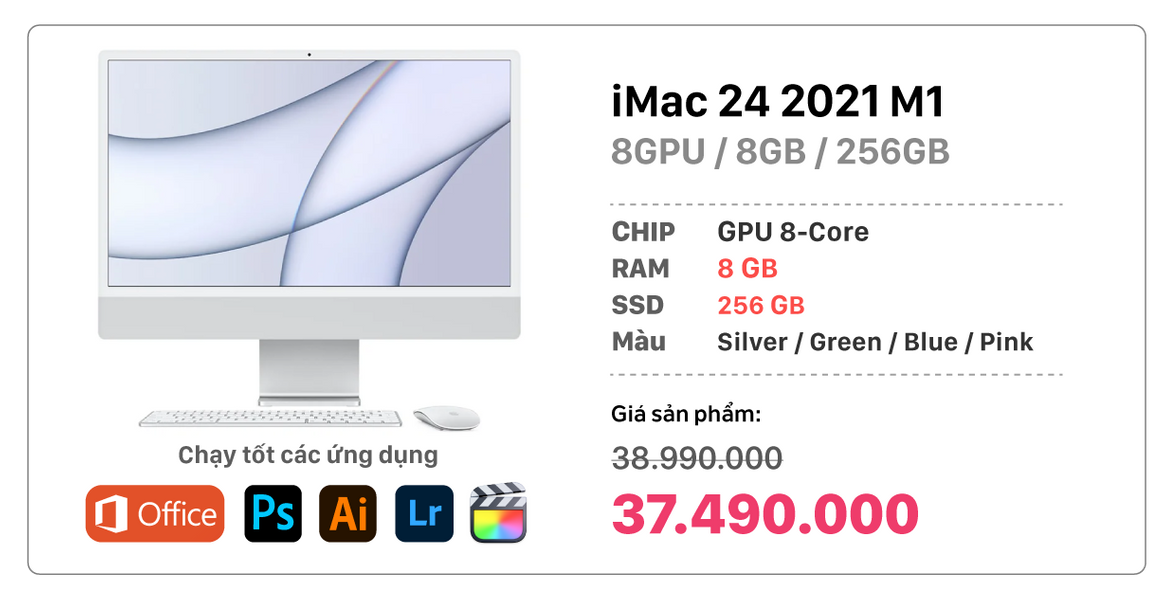 iMac 24 2021 M1
8GPU / 8GB / 256GB
CHIP GPU 8-Core
RAM 8 GB
SSD 256 GB
Màu Silver / Green / Blue / Pink
Giá sản phẩm:
38.990.000
37.490.000
Chạy tốt các ứng dụng
Office Ps Ai Lr